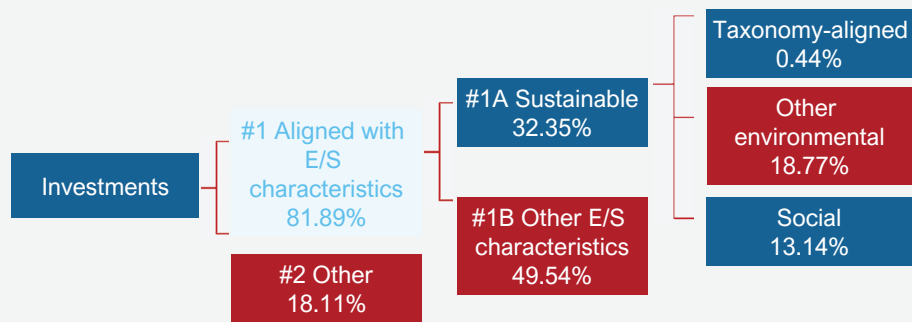 Investments
#1 Aligned with
E/S
characteristics
81.89%
#2 Other
18.11%
#1A Sustainable
32.35%
#1B Other E/S
characteristics
49.54%
Taxonomy-aligned
0.44%
Other
environmental
18.77%
Social
13.14%